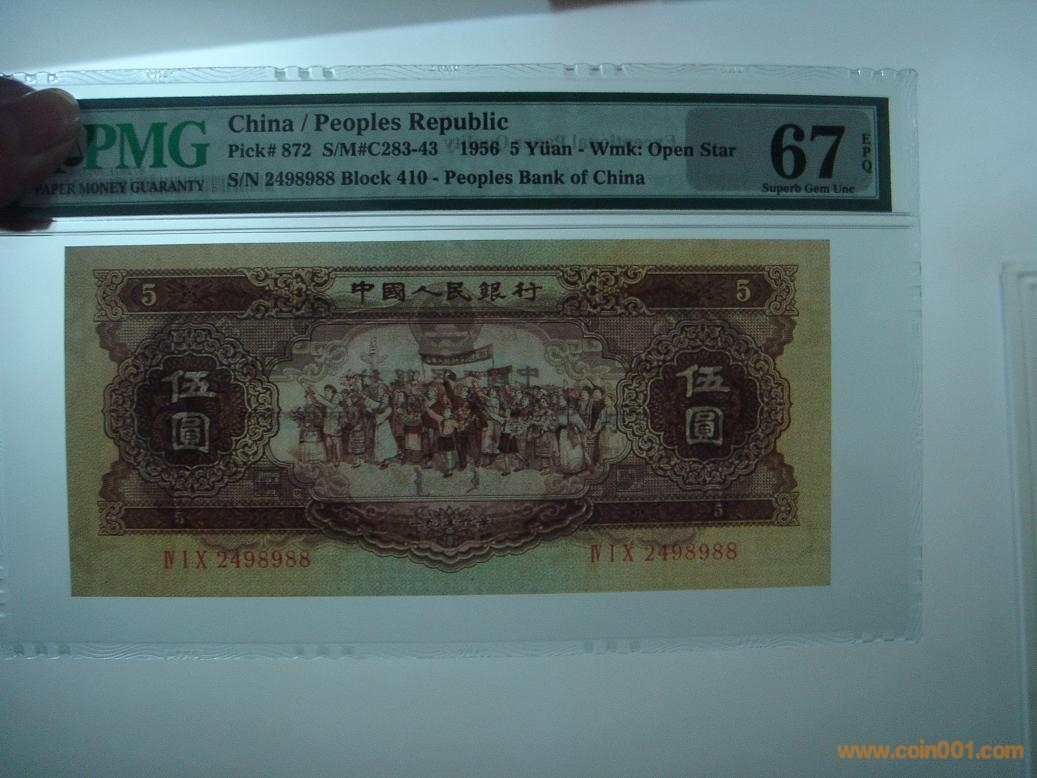 PMG
PAPER MONEY GUARANTY
China / Peoples Republic
Pick# 872 S/M#C283-43 1956 5 Yüan - Wmk: Open Star
S/N 2498988 Block 410 - Peoples Bank of China
67
EPQ
Superb Gem Unc
5
中國人民銀行
5
伍圓
伍圓
5
5
ⅣⅠⅩ 2498988
ⅣⅠⅩ 2498988
www.coin001.com